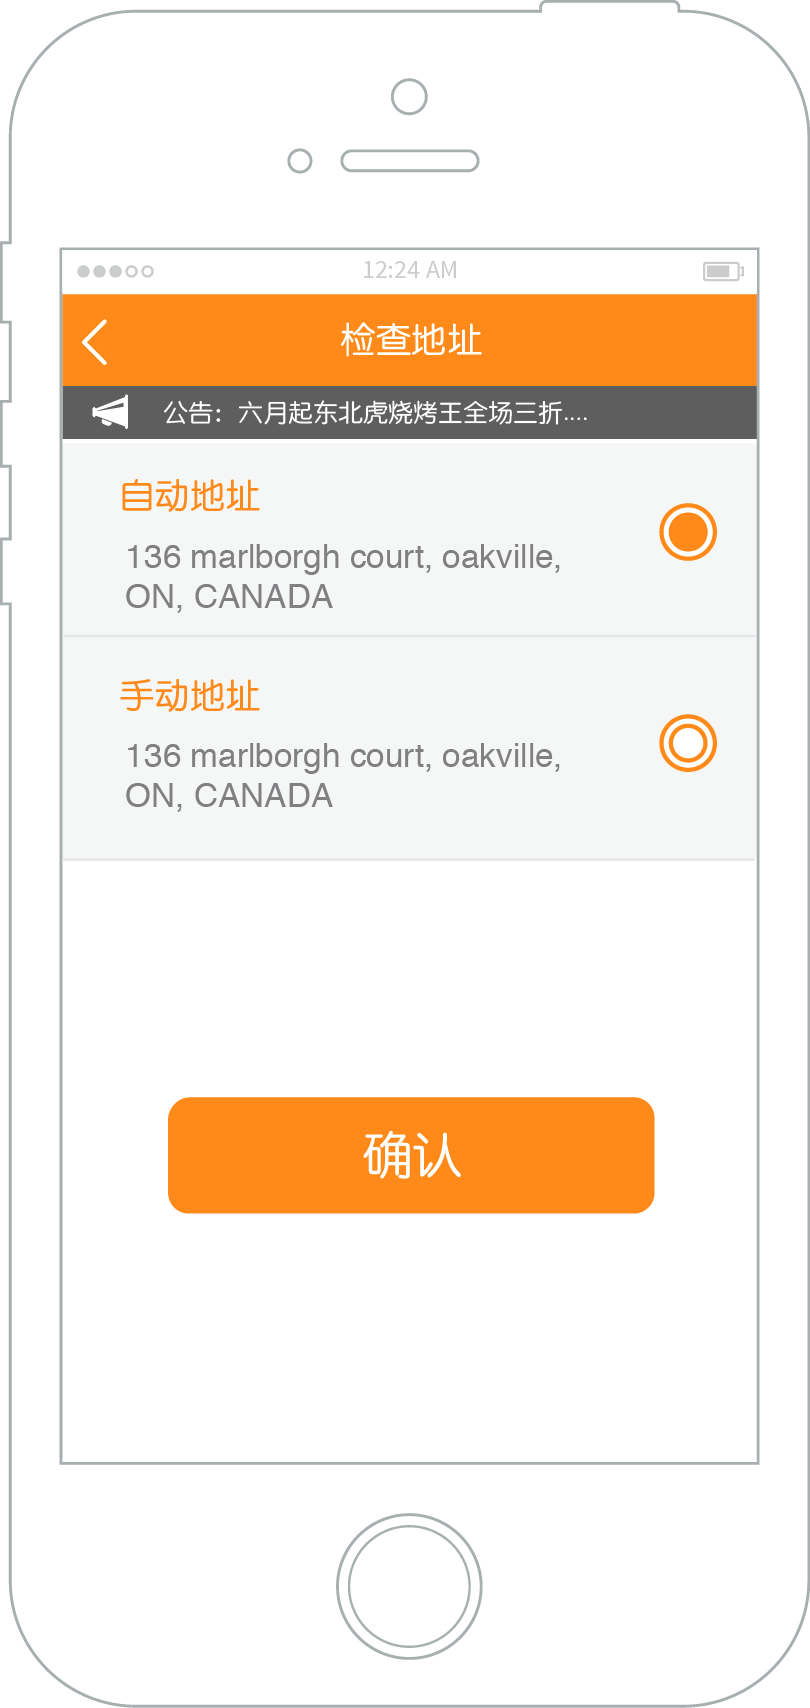 12:24 AM
检查地址
公告：六月起东北虎烧烤王全场三折....
自动地址
136 marlborgh court, oakville,
ON, CANADA
手动地址
136 marlborgh court, oakville,
ON, CANADA
确认